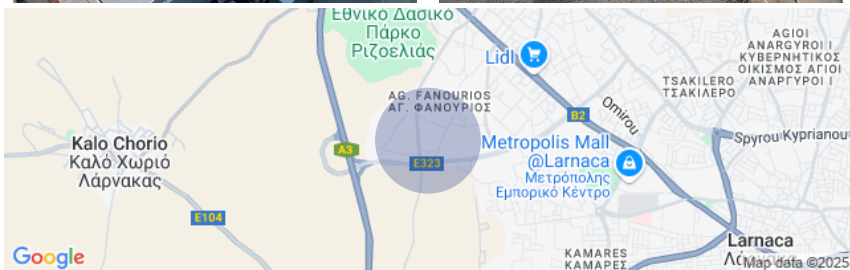 Εθνικό Δασικό
Πάρκο
Ριζοελιάς
Lidl
AGIOI
ANARGYROI I
ΚΥΒΕΡΝΗΤΙΚΟΣ
ΟΙΚΙΣΜΟΣ ΑΓΙΟΙ
ΑΝΑΡΓΥΡΟΙ Ι
TSAKILERO
ΤΣΑΚΙΛΕΡΟ
AG. FANOURIOS
ΑΓ. ΦΑΝΟΥΡΙΟΣ
B2
Omirou
Spyrou Kyprianou
Kalo Chorio
Καλό Χωριό
Λάρνακας
A3
E323
Metropolis Mall
@Larnaca
Μετρόπολης
Εμπορικό Κέντρο
E104
KAMARES
ΚΑΜΑΡΕΣ
Larnaca
Google
Map data ©2025